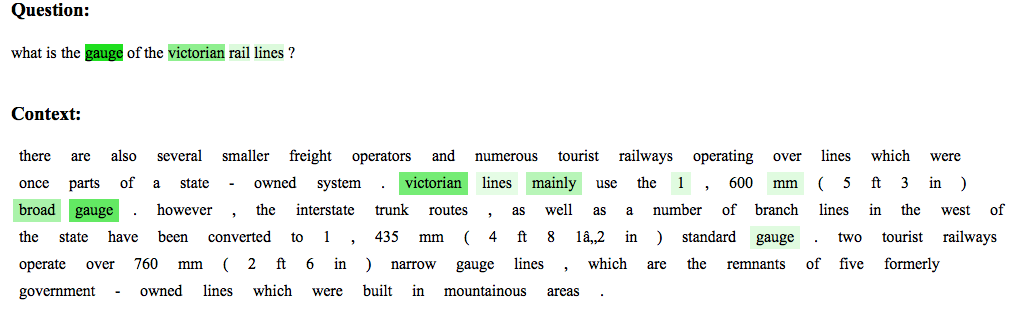 Question:
what is the gauge of the victorian rail lines ?
Context:
there are also several smaller freight operators and numerous tourist railways operating over lines which were
once parts of a state - owned system . victorian lines mainly use the 1 , 600 mm ( 5 ft 3 in )
broad gauge . however , the interstate trunk routes , as well as a number of branch lines in the west of
the state have been converted to 1 , 435 mm ( 4 ft 8 1â„2 in ) standard gauge . two tourist railways
operate over 760 mm ( 2 ft 6 in ) narrow gauge lines , which are the remnants of five formerly
government - owned lines which were built in mountainous areas .